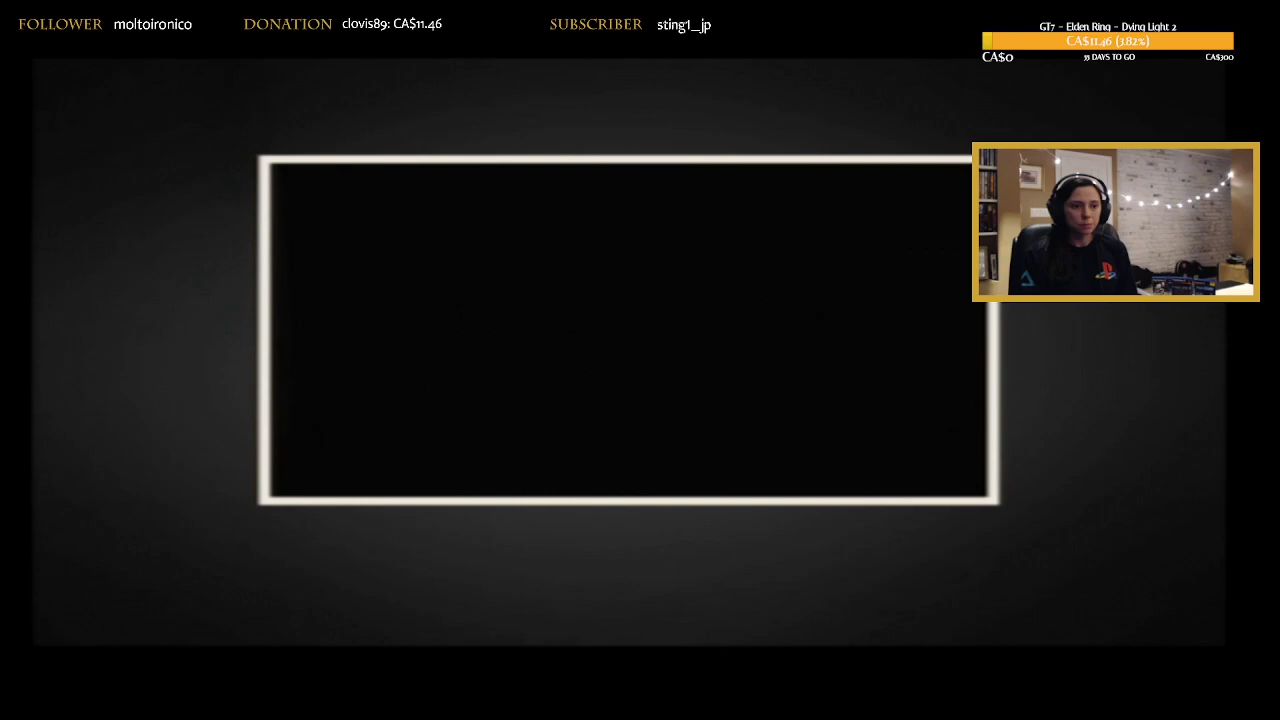 FOLLOWER moltoironico DONATION clovis89: CA$11.46 SUBSCRIBER sting1_jp
GT7 - Elden Ring - Dying Light 2
CA$11.46 (3.82%)
CA$0 33 DAYS TO GO CA$300